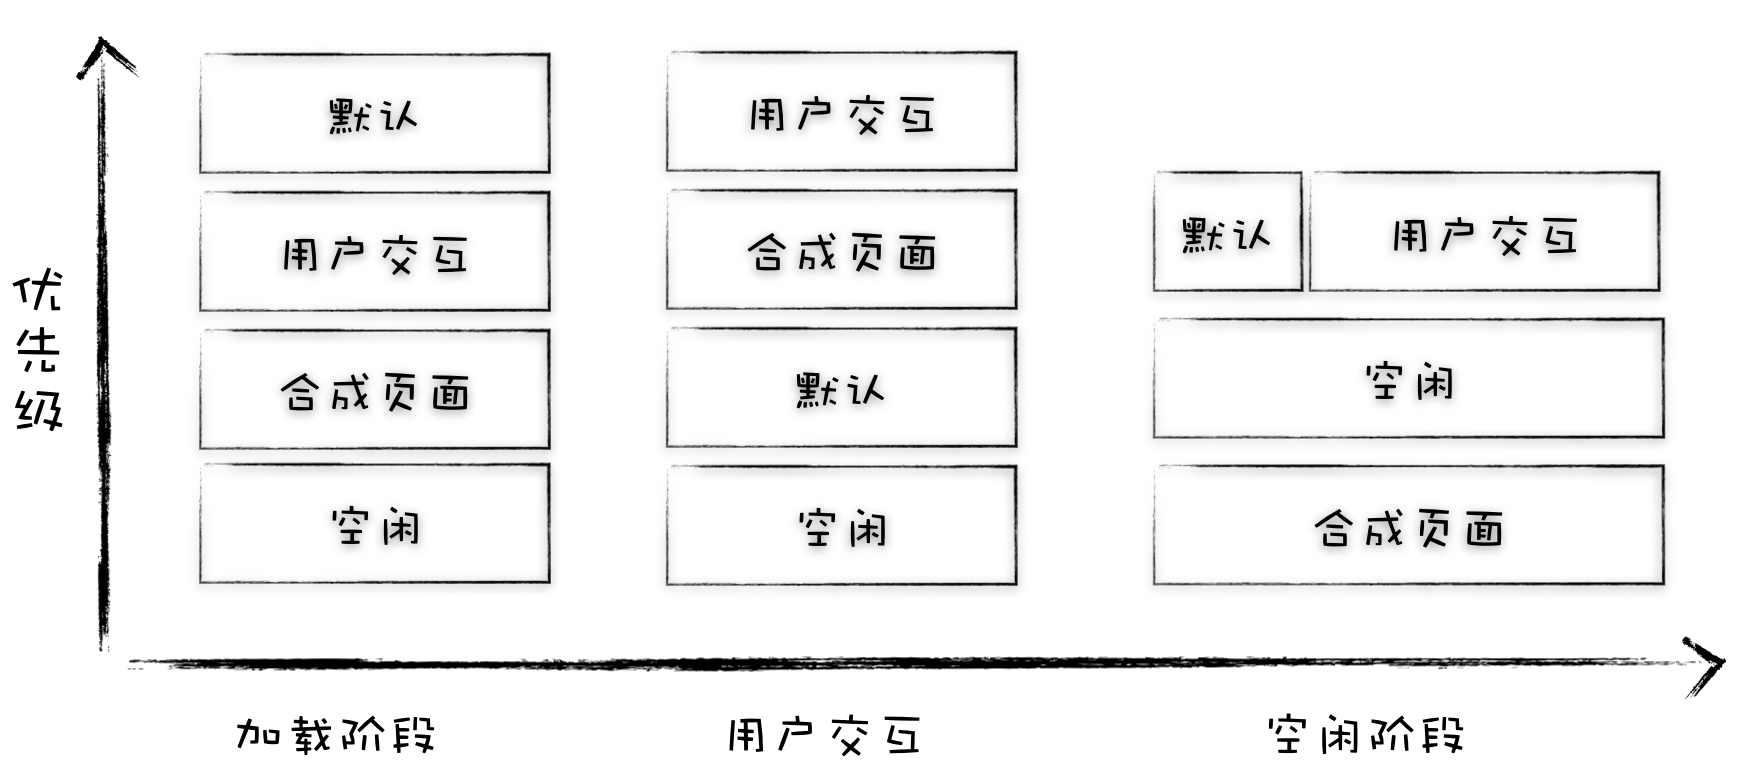 优先级
默认
用户交互
合成页面
空闲
用户交互
合成页面
默认
空闲
默认
用户交互
空闲
合成页面
加载阶段
用户交互
空闲阶段